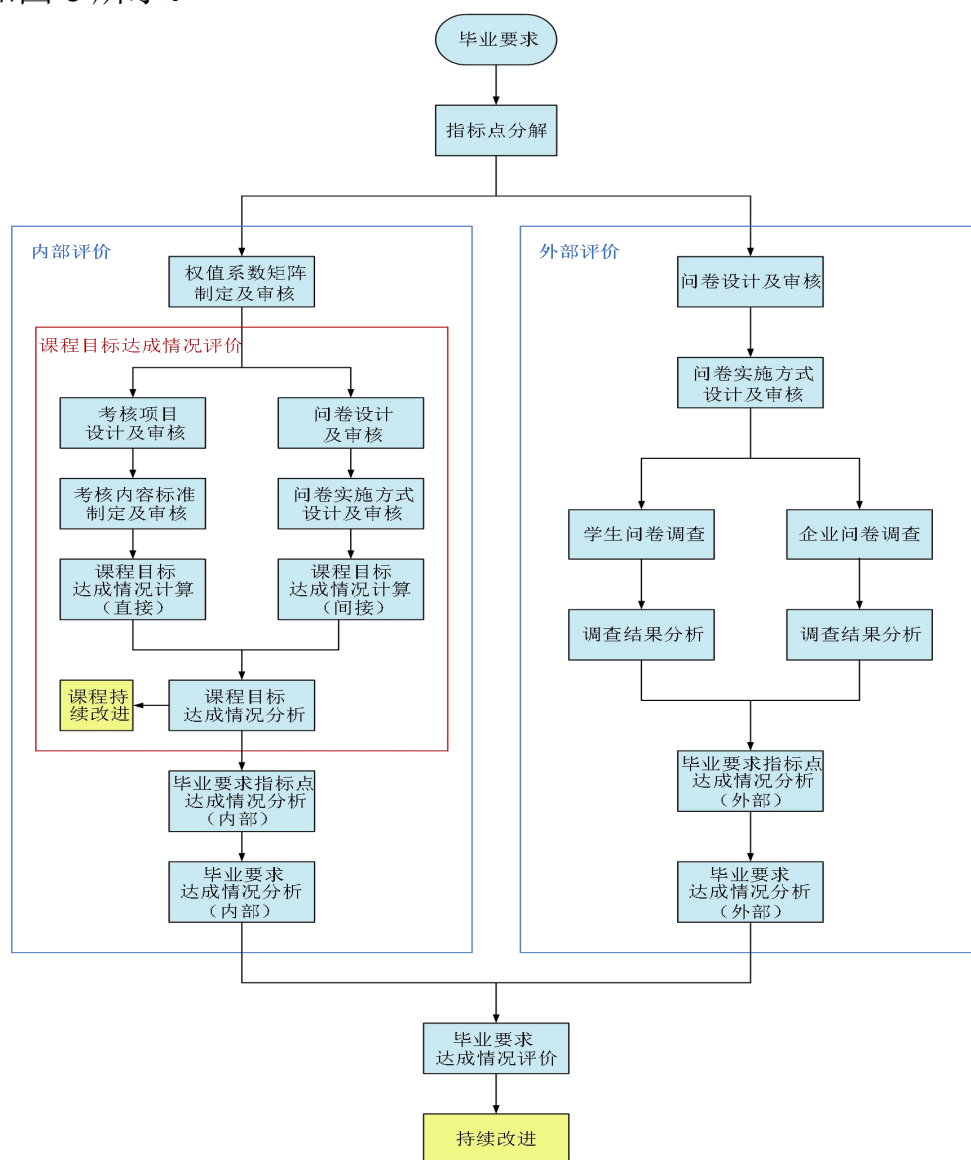 毕业要求
指标点分解
内部评价
权值系数矩阵
制定及审核
课程目标达成情况评价
考核项目
设计及审核
问卷设计
及审核
考核内容标准
制定及审核
问卷实施方式
设计及审核
课程目标
达成情况计算
（直接）
课程目标
达成情况计算
（间接）
课程持
续改进
课程目标
达成情况分析
毕业要求指标点
达成情况分析
（内部）
毕业要求
达成情况分析
（内部）
外部评价
问卷设计及审核
问卷实施方式
设计及审核
学生问卷调查
企业问卷调查
调查结果分析
调查结果分析
毕业要求指标点
达成情况分析
（外部）
毕业要求
达成情况分析
（外部）
毕业要求
达成情况评价
持续改进